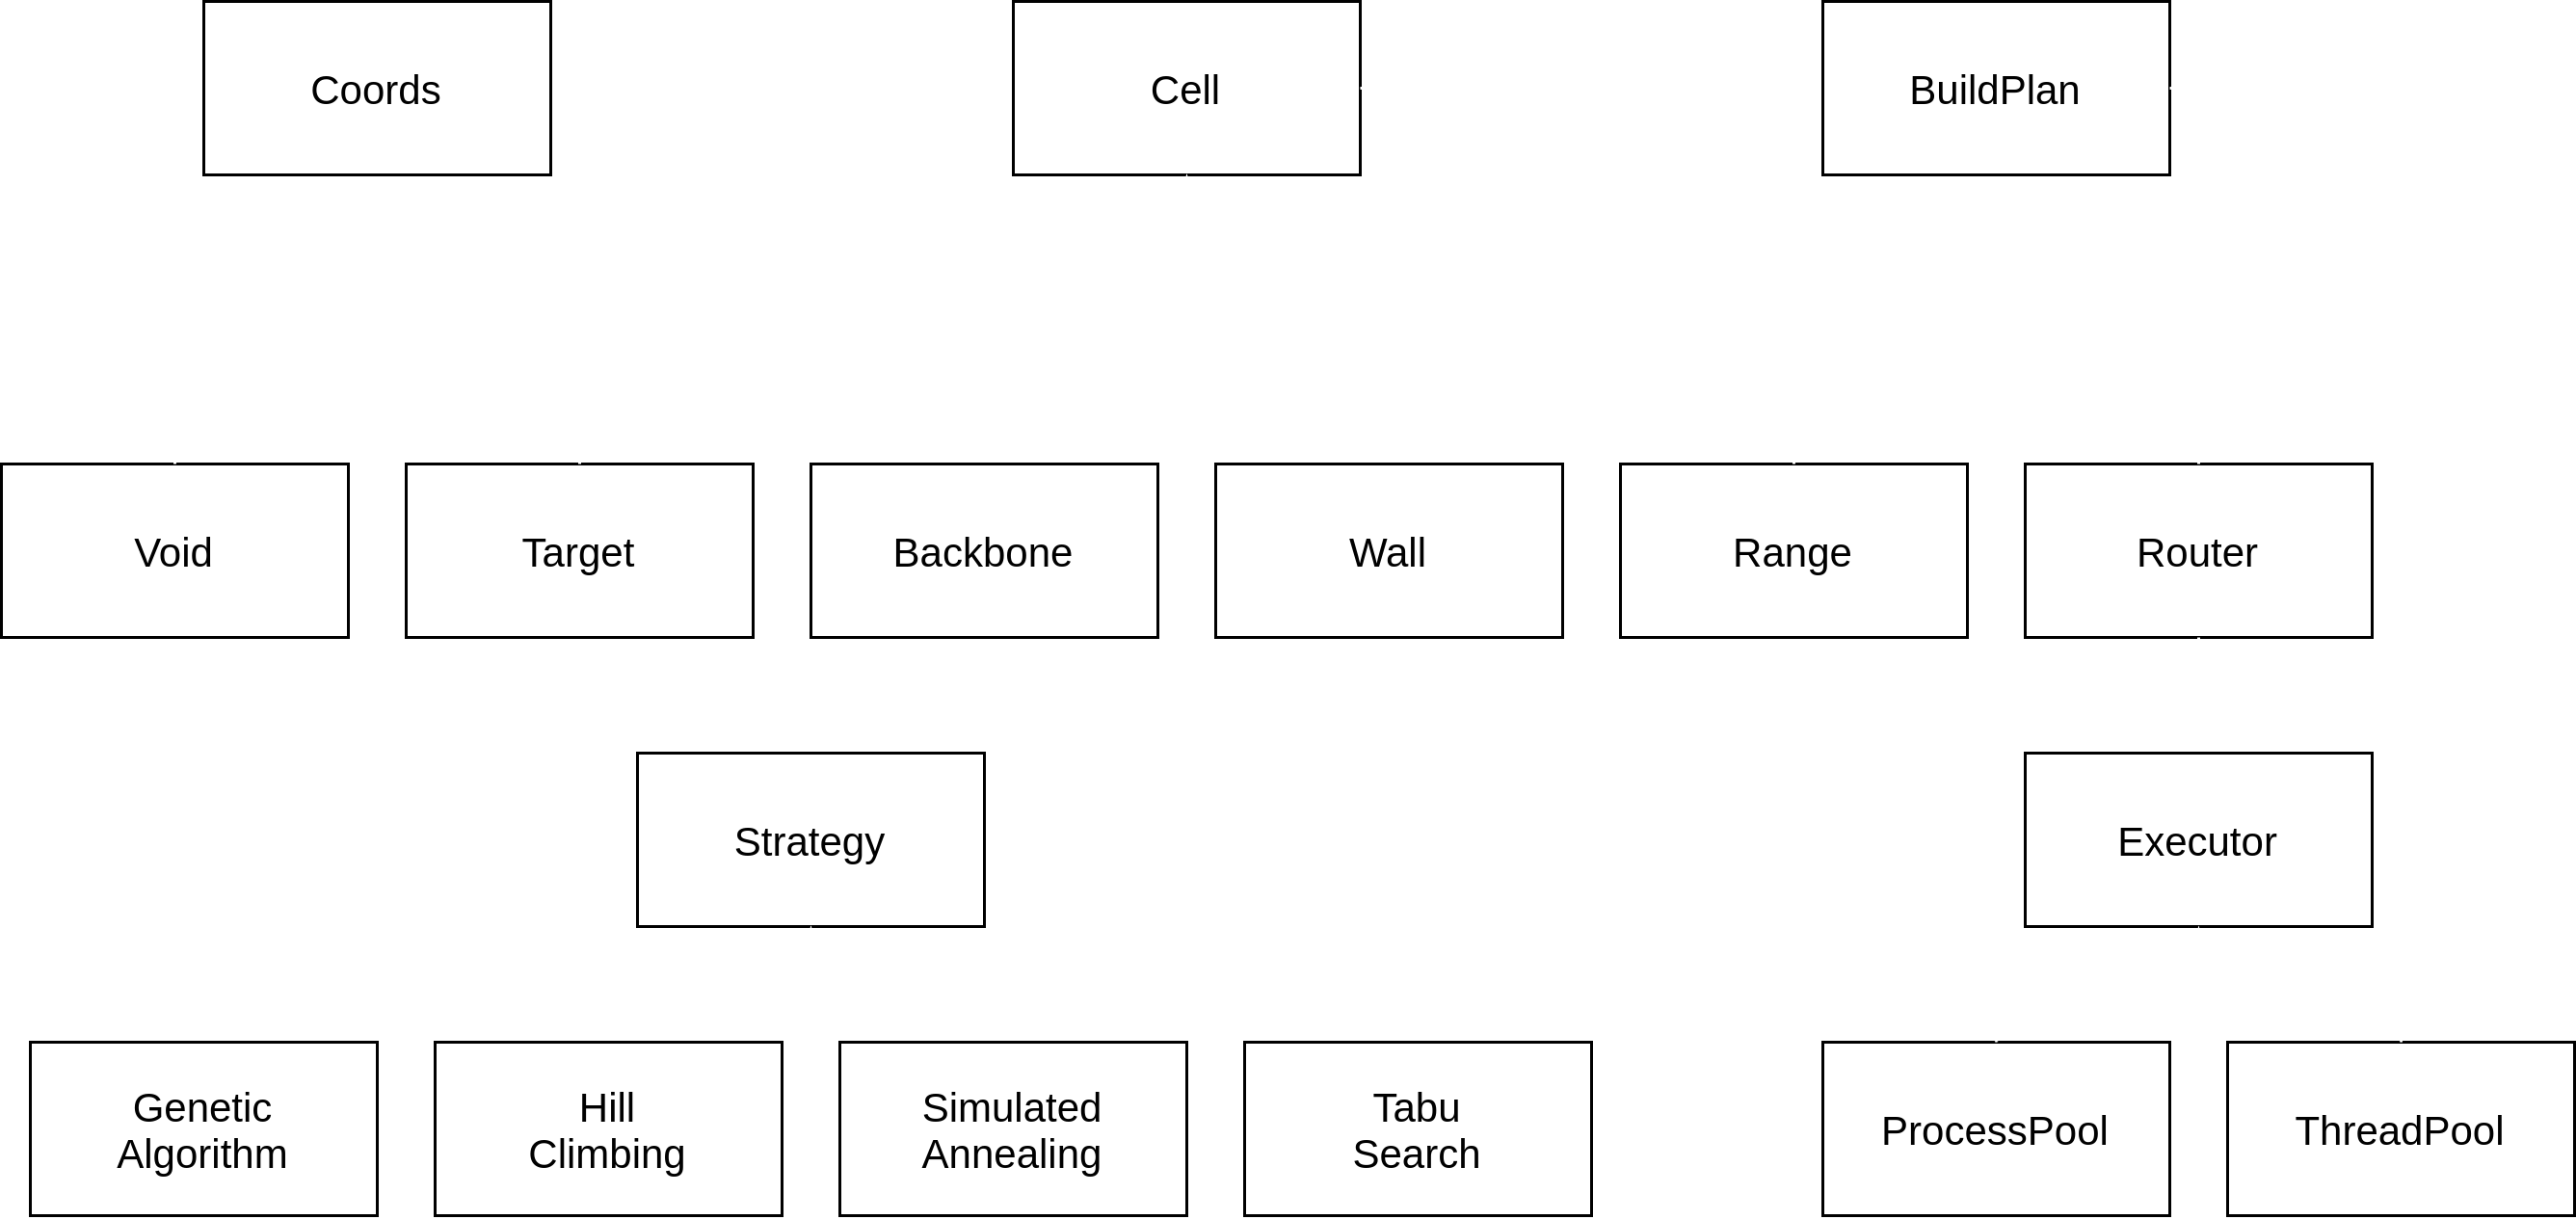 Coords
Cell
BuildPlan
Void
Target
Backbone
Wall
Range
Router
Strategy
Executor
Genetic
Algorithm
Hill
Climbing
Simulated
Annealing
Tabu
Search
ProcessPool
ThreadPool